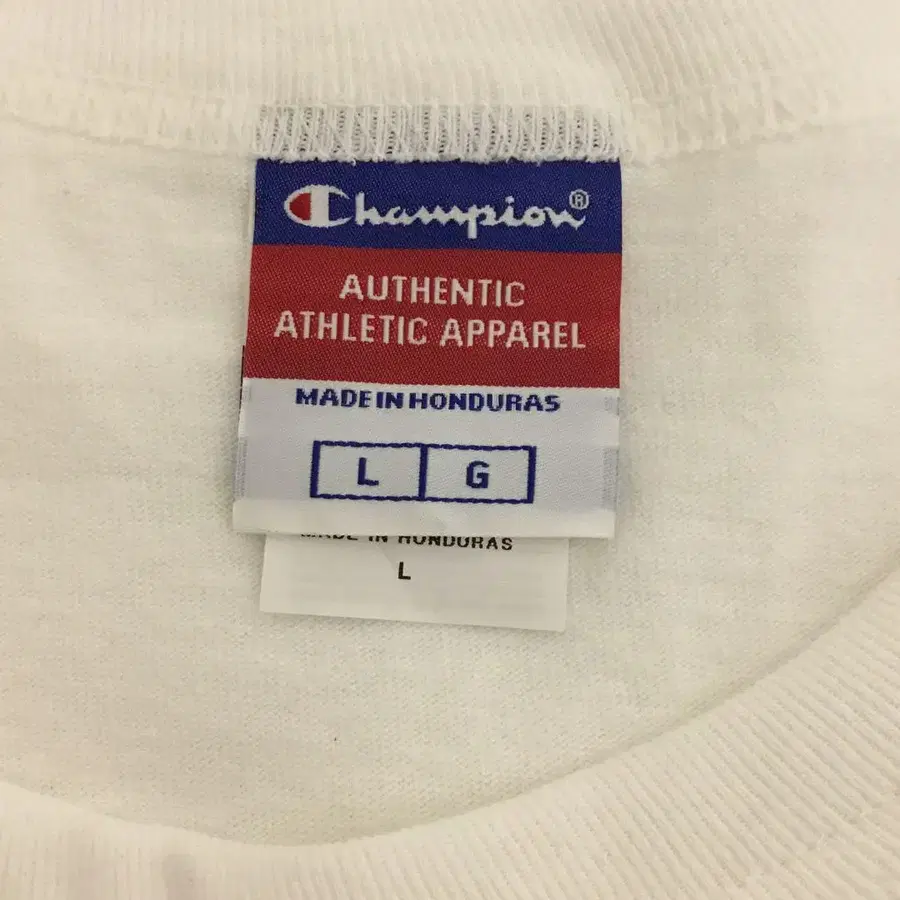 Champion®
AUTHENTIC
ATHLETIC APPAREL
MADE IN HONDURAS
L G
MADE IN HONDURAS
L